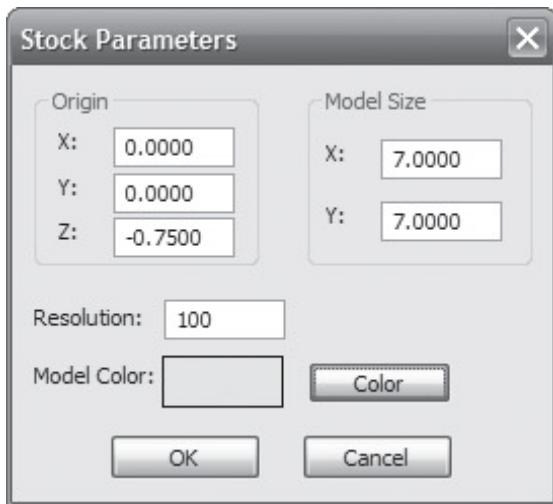 Stock Parameters
Origin
X: 0.0000
Y: 0.0000
Z: -0.7500
Model Size
X: 7.0000
Y: 7.0000
Resolution: 100
Model Color:
Color
OK
Cancel